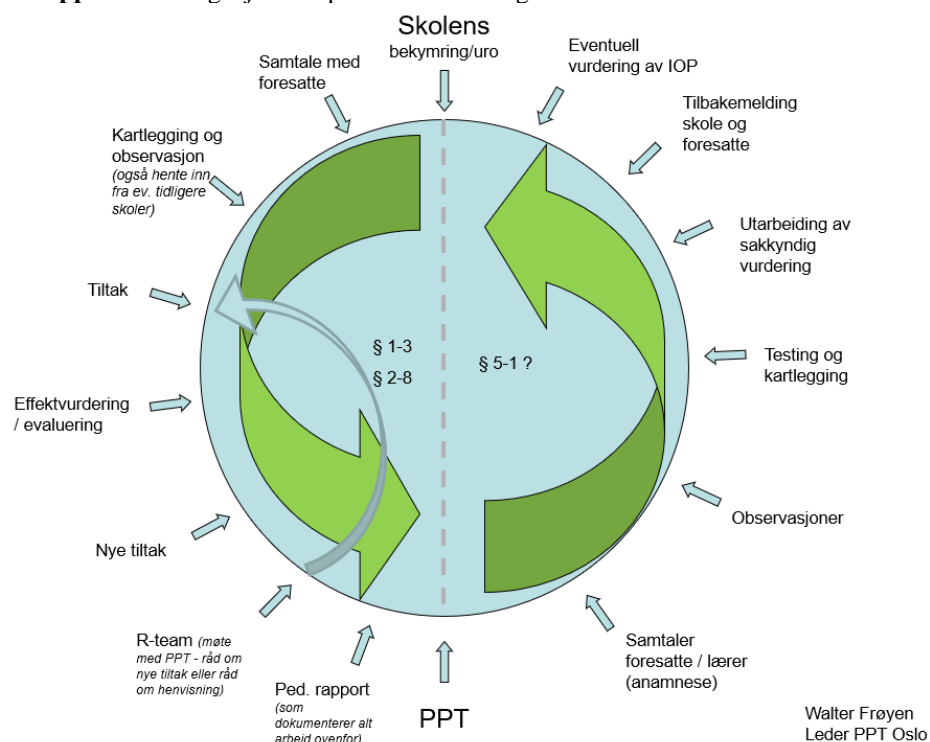 Skolens
bekymring/uro
Eventuell
vurdering av IOP
Samtale med
foresatte
Tilbakemelding
skole og
foresatte
Kartlegging og
observasjon
(også hente inn
fra ev. tidligere
skoler)
Utarbeiding av
sakkyndig
vurdering
Tiltak
§ 1-3
§ 2-8
§ 5-1 ?
Testing og
kartlegging
Effektvurdering
/ evaluering
Observasjoner
Nye tiltak
R-team (møte
med PPT - råd om
nye tiltak eller råd
om henvisning)
Samtaler
foresatte / lærer
(anamnese)
Ped. rapport
(som
dokumenterer alt
arbeid ovenfor)
PPT
Walter Frøyen
Leder PPT Oslo